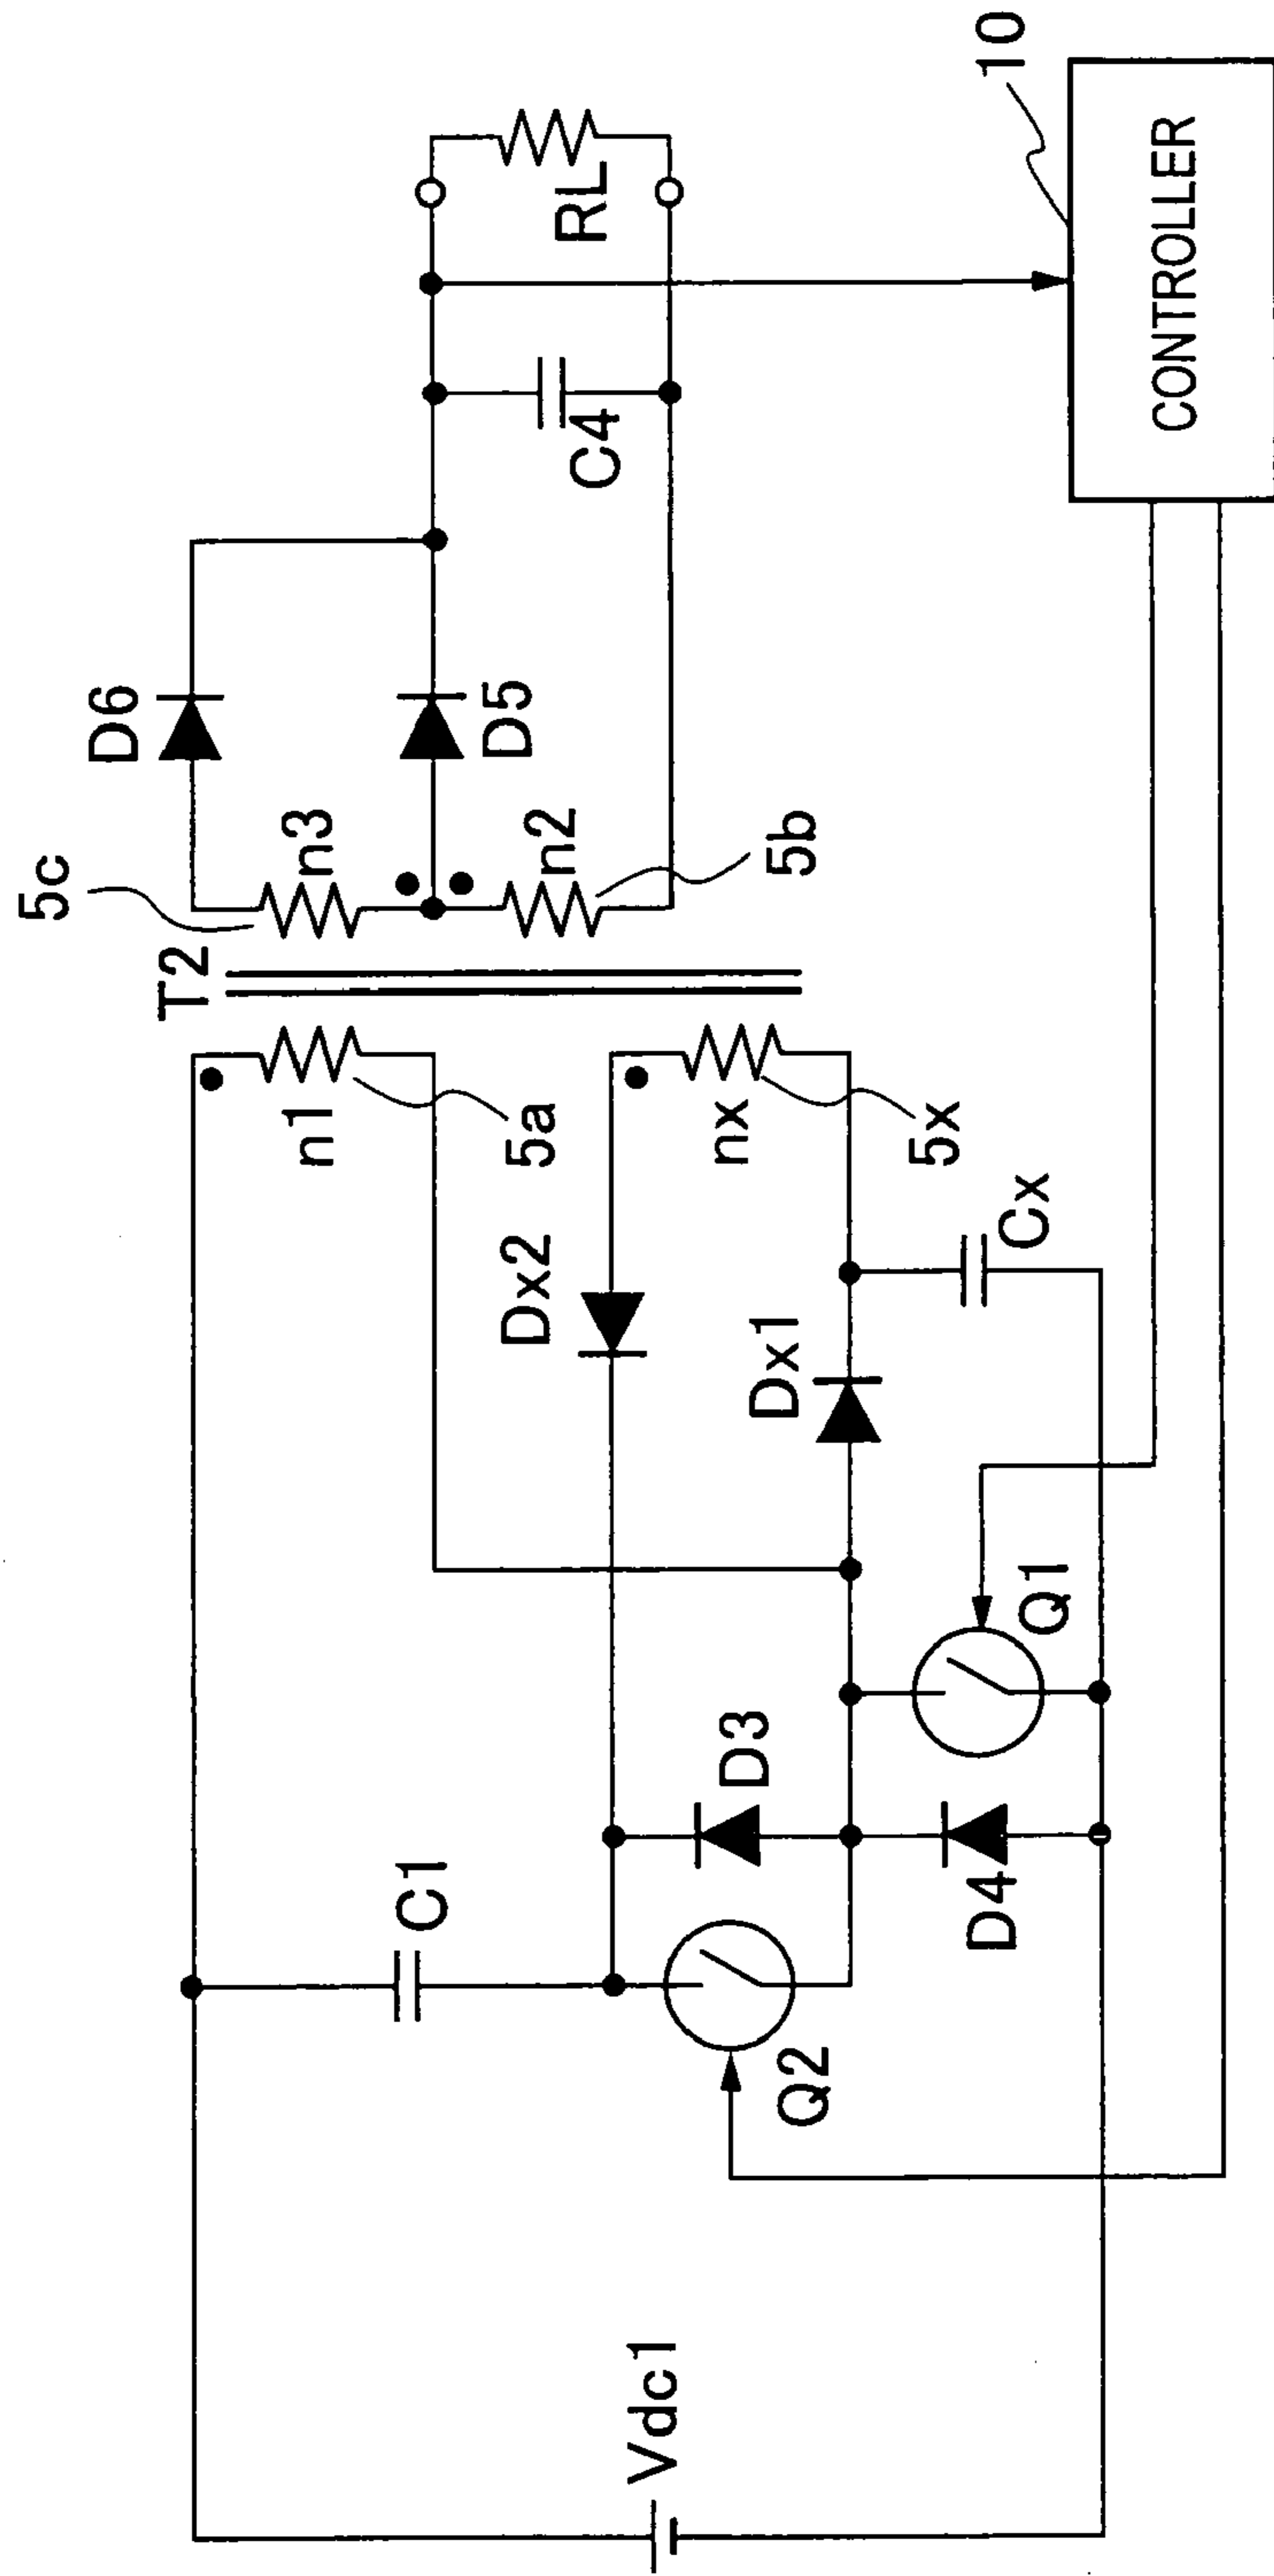 Vdc1
C1
Q2
D3
D4
Q1
Dx2
Dx1
Cx
n1
5a
nx
5x
T2
5c
n3
n2
5b
D6
D5
C4
RL
10
CONTROLLER